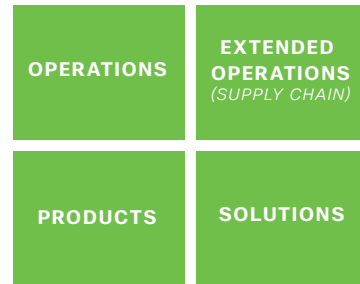 OPERATIONS
EXTENDED
OPERATIONS
(SUPPLY CHAIN)
PRODUCTS
SOLUTIONS